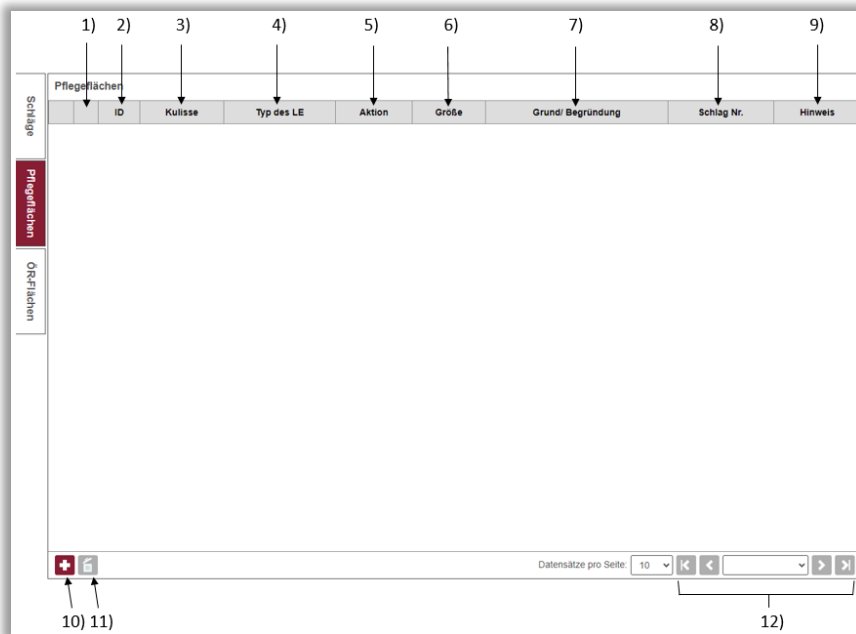 1) 2) 3) 4) 5) 6) 7) 8) 9)
Pflegeflächen
ID Kulisse Typ des LE Aktion Größe Grund/ Begründung Schlag Nr. Hinweis
Schläge
Pflegeflächen
ÖR-Flächen
Datensätze pro Seite: 10
10) 11) 12)